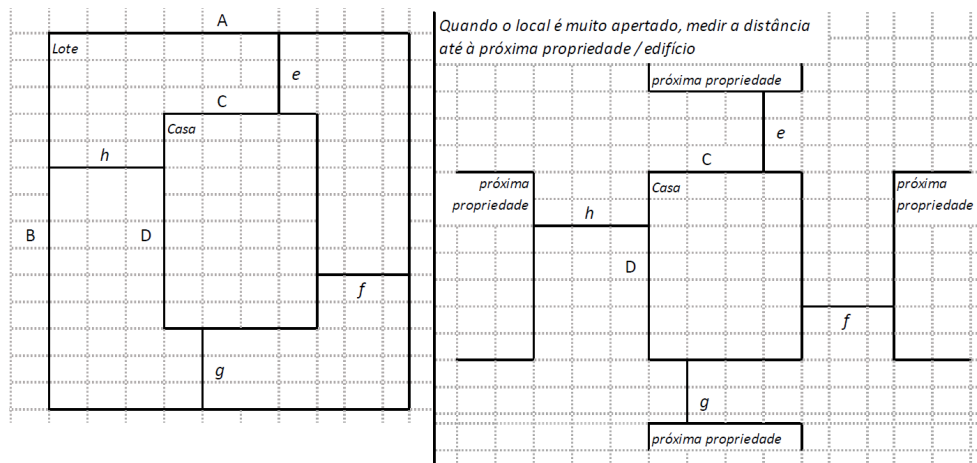 A
Lote
e
C
Casa
h
B
D
f
g
Quando o local é muito apertado, medir a distância
até à próxima propriedade / edifício
próxima propriedade
e
C
próxima
propriedade
Casa
próxima
propriedade
h
D
f
g
próxima propriedade